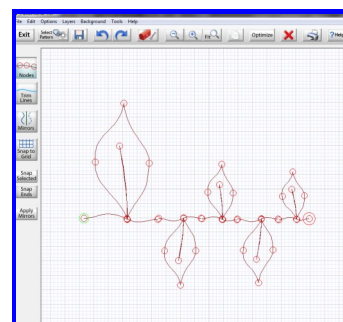 File Edit Options Layers Background Tools Help
Exit
Select Pattern
Optimize
?Help
Nodes
Trim Lines
Mirrors
Snap to Grid
Snap Selected
Snap Ends
Apply Mirrors